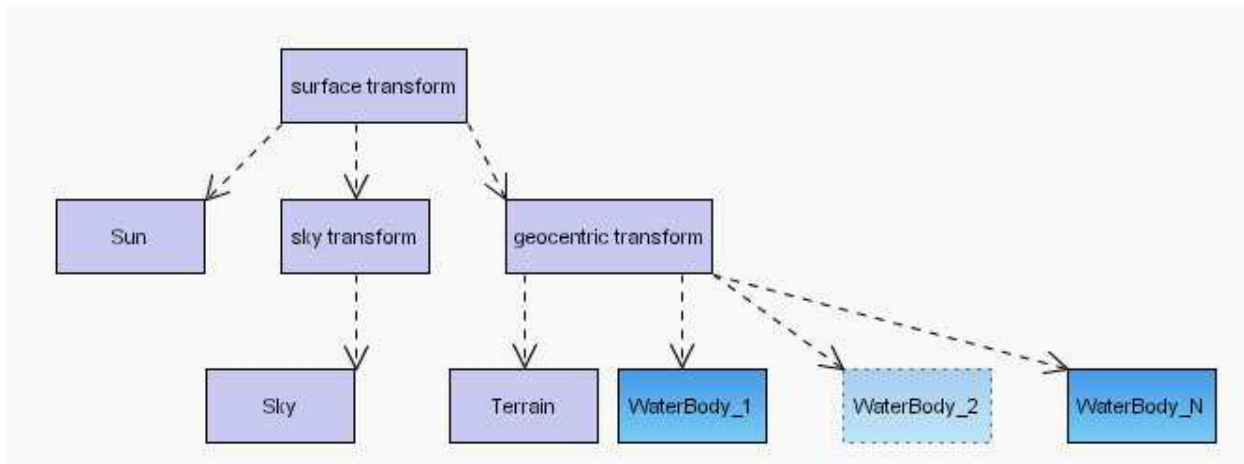 surface transform
Sun
sky transform
geocentric transform
Sky
Terrain
WaterBody_1
WaterBody_2
WaterBody_N